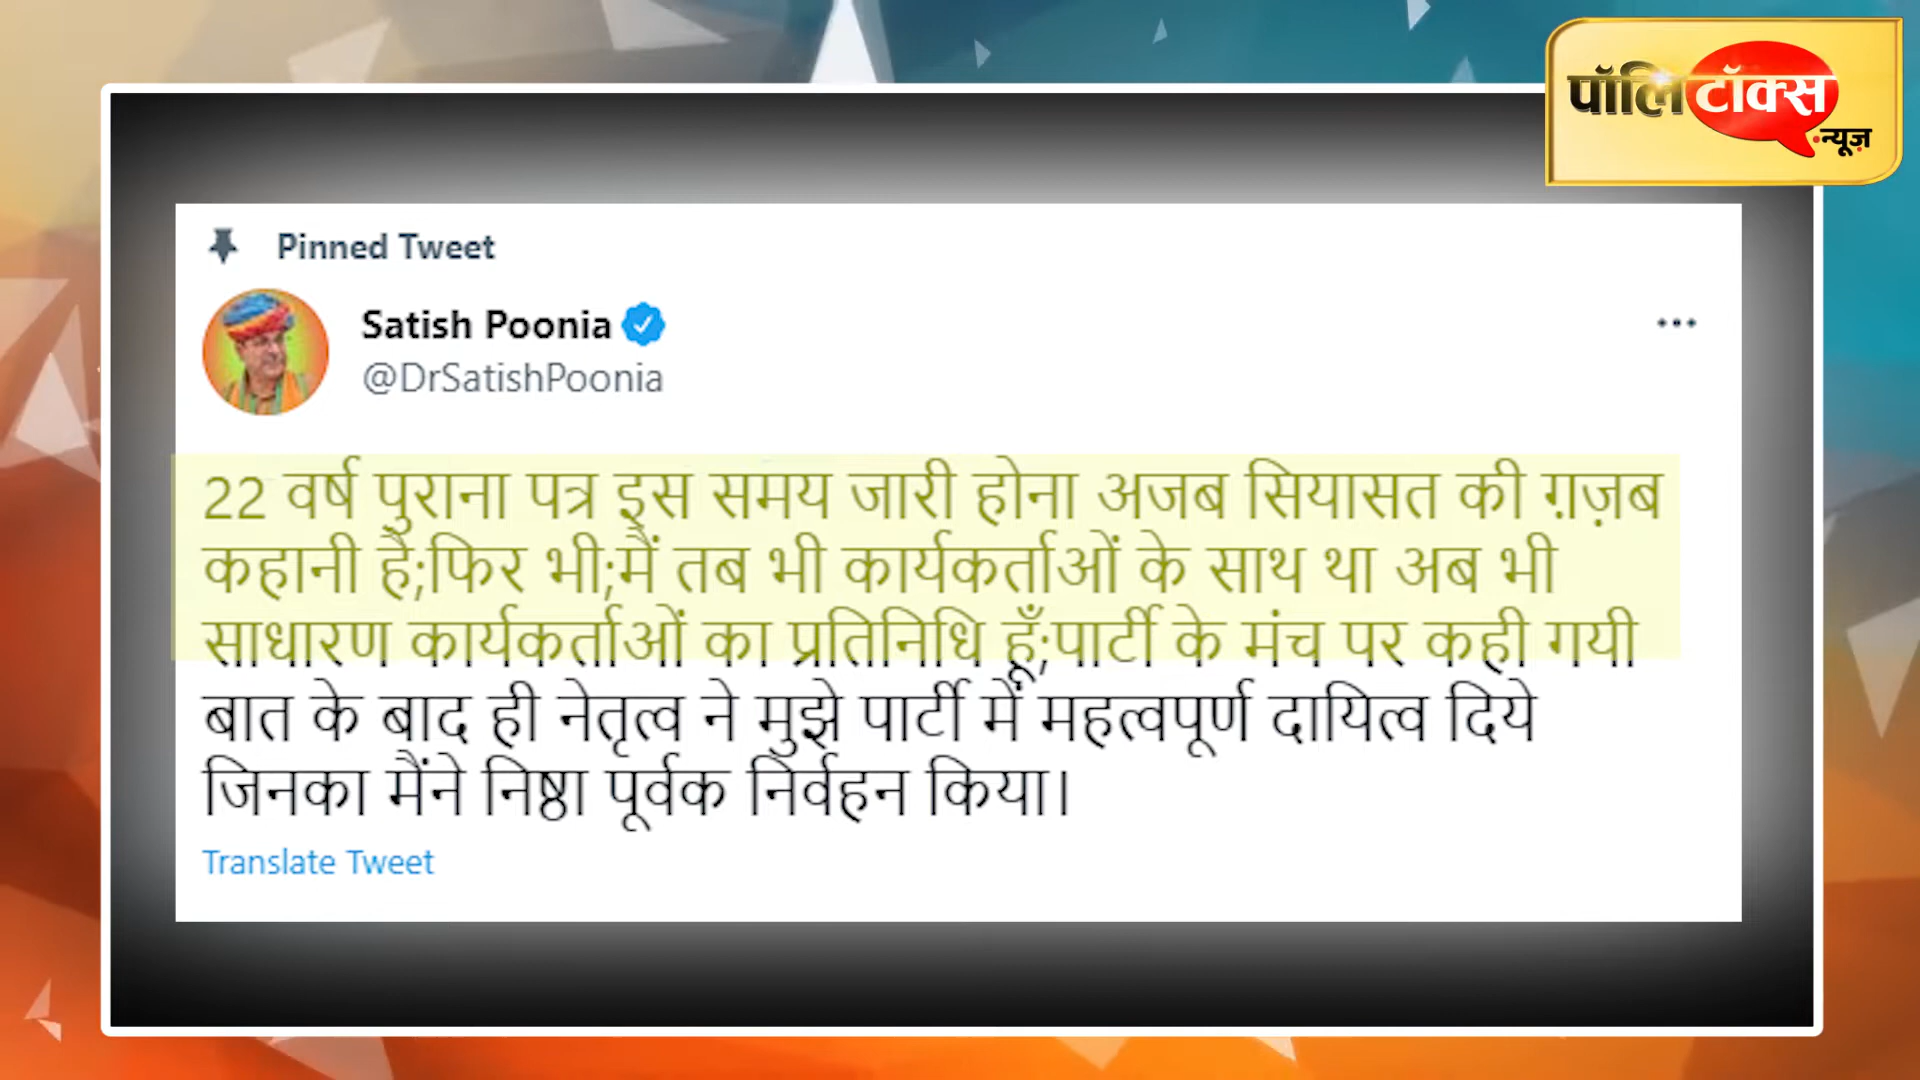 पॉलिटॉक्स
.न्यूज़
Pinned Tweet
Satish Poonia
@DrSatishPoonia
22 वर्ष पुराना पत्र इस समय जारी होना अजब सियासत की ग़ज़ब
कहानी है;फिर भी;मैं तब भी कार्यकर्ताओं के साथ था अब भी
साधारण कार्यकर्ताओं का प्रतिनिधि हूँ;पार्टी के मंच पर कही गयी
बात के बाद ही नेतृत्व ने मुझे पार्टी में महत्वपूर्ण दायित्व दिये
जिनका मैंने निष्ठा पूर्वक निर्वहन किया।
Translate Tweet